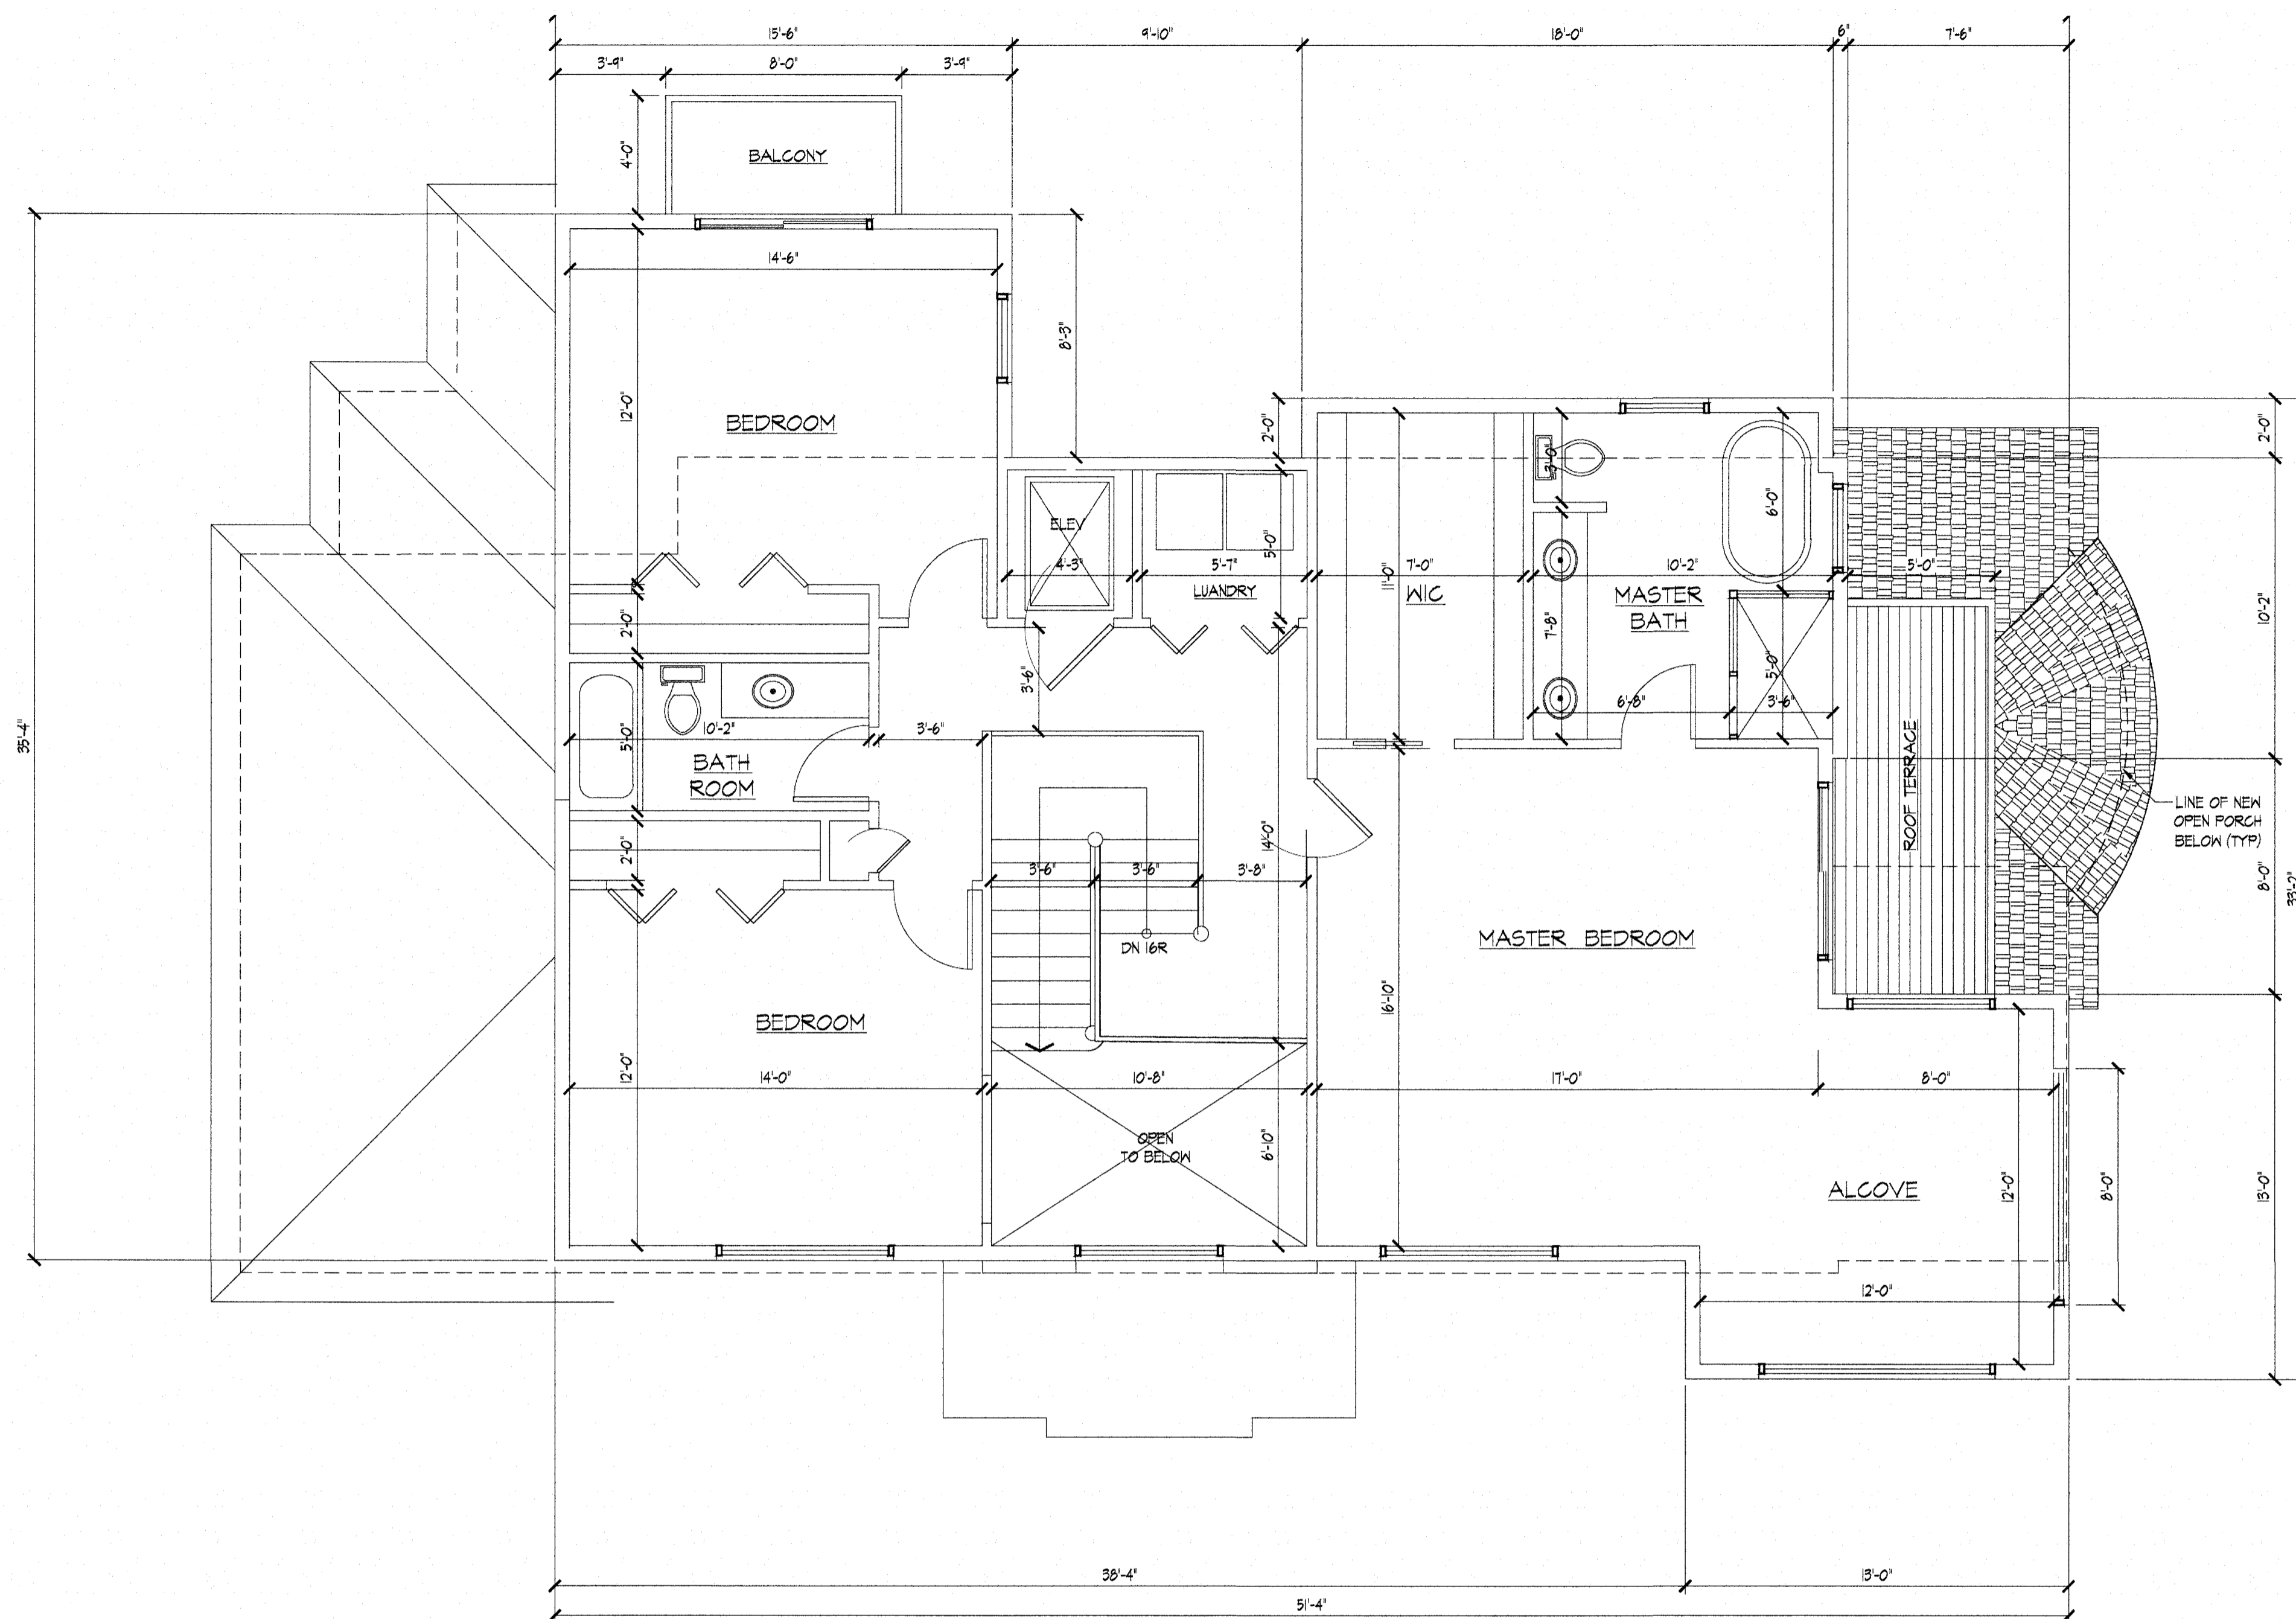 15'-6" 9'-10" 18'-0" 6" 7'-6"
3'-9" 8'-0" 3'-9"
4'-0"
BALCONY
14'-6"
8'-3"
12'-0"
BEDROOM
2'-0"
2'-0"
3'-0"
6'-0"
ELEV
5'-0"
4'-3" 5'-7" 7'-0" 10'-2" 5'-0"
LUANDRY
11'-0"
WIC
MASTER
BATH
10'-2"
2'-0"
7'-8"
3'-6"
5'-0"
6'-8" 3'-6"
35'-4"
5'-0"
10'-2" 3'-6"
BATH
ROOM
ROOF TERRACE
LINE OF NEW
OPEN PORCH
BELOW (TYP)
2'-0"
14'-0"
3'-6" 3'-6" 3'-8"
8'-0"
33'-2"
DN 16R
MASTER BEDROOM
16'-10"
BEDROOM
12'-0"
14'-0" 10'-8" 17'-0" 8'-0"
OPEN
TO BELOW
6'-10"
ALCOVE
12'-0"
8'-0"
13'-0"
12'-0"
38'-4" 13'-0"
51'-4"